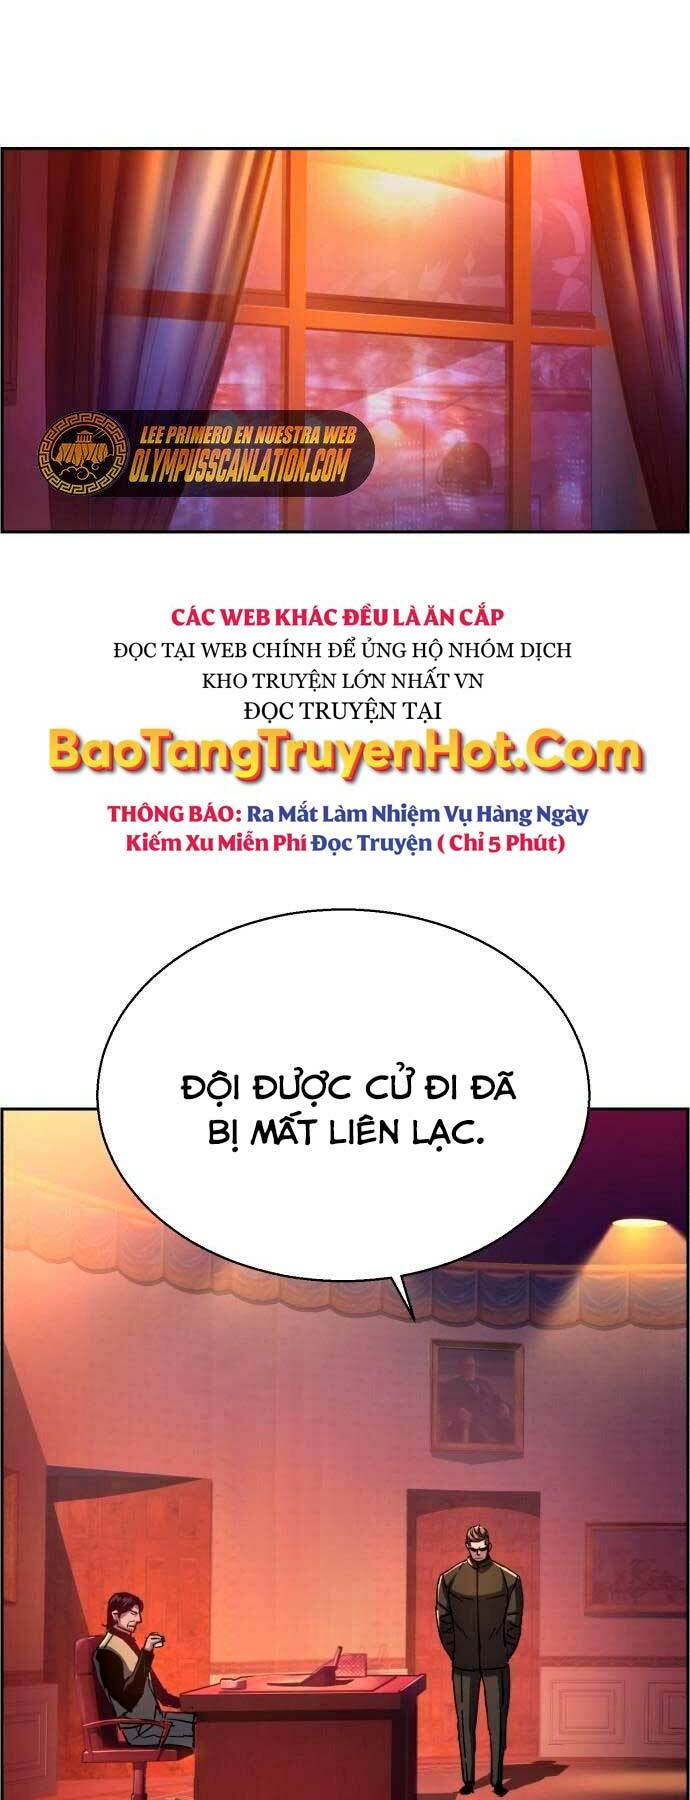 LEE PRIMERO EN NUESTRA WEB
OLYMPUSSCANLATION.COM
CÁC WEB KHÁC ĐỀU LÀ ĂN CẮP
ĐỌC TẠI WEB CHÍNH ĐỂ ỦNG HỘ NHÓM DỊCH
KHO TRUYỆN LỚN NHẤT VN
ĐỌC TRUYỆN TẠI
BaoTangTruyenHot.Com
THÔNG BÁO: Ra Mắt Làm Nhiệm Vụ Hàng Ngày
Kiếm Xu Miễn Phí Đọc Truyện ( Chỉ 5 Phút)
ĐỘI ĐƯỢC CỬ ĐI ĐÃ
BỊ MẤT LIÊN LẠC.